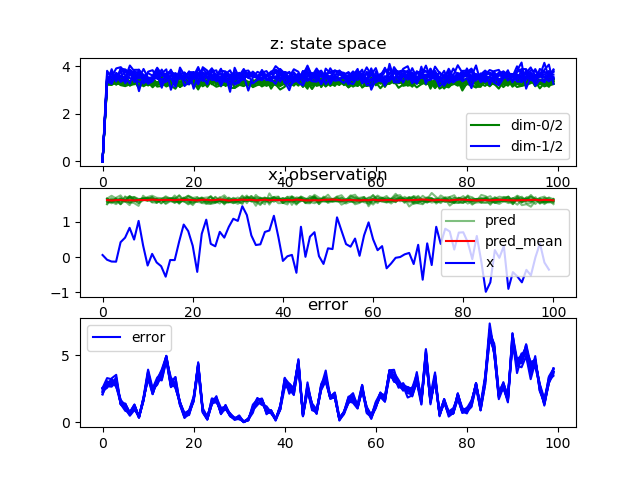 z: state space
4
2
0
dim-0/2
dim-1/2
0 20 40 60 80 100
x: observation
1
0
−1
pred
pred_mean
x
0 20 40 60 80 100
error
5
0
error
0 20 40 60 80 100